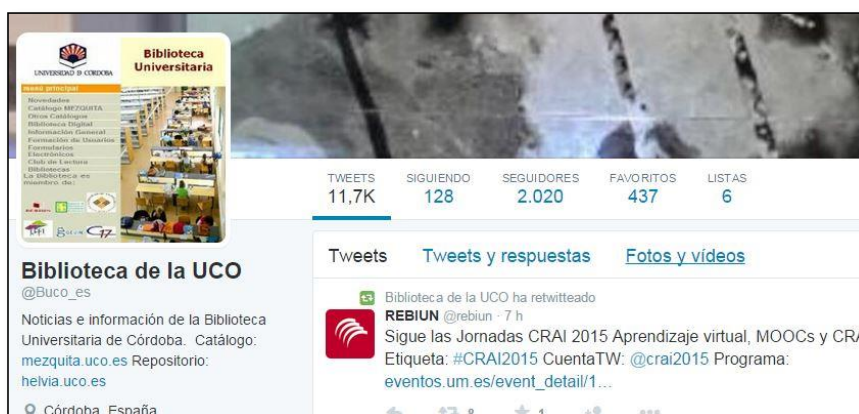 UNIVERSIDAD D CORDOBA
Biblioteca
Universitaria
menú principal
Novedades
Catálogo MEZQUITA
Otros Catálogos
Biblioteca Digital
Información General
Formación de Usuarios
Formularios
Electrónicos
Club de Lectura
Bibliotecas
La Biblioteca es
miembro de:
TWEETS SIGUIENDO SEGUIDORES FAVORITOS LISTAS
11,7K 128 2.020 437 6
Biblioteca de la UCO
@Buco_es
Noticias e información de la Biblioteca
Universitaria de Córdoba. Catálogo:
mezquita.uco.es Repositorio:
helvia.uco.es
Córdoba, España
Tweets Tweets y respuestas Fotos y vídeos
Biblioteca de la UCO ha retwitteado
REBIUN @rebiun · 7 h
Sigue las Jornadas CRAI 2015 Aprendizaje virtual, MOOCs y CRA
Etiqueta: #CRAI2015 CuentaTW: @crai2015 Programa:
eventos.um.es/event_detail/1…
8 1